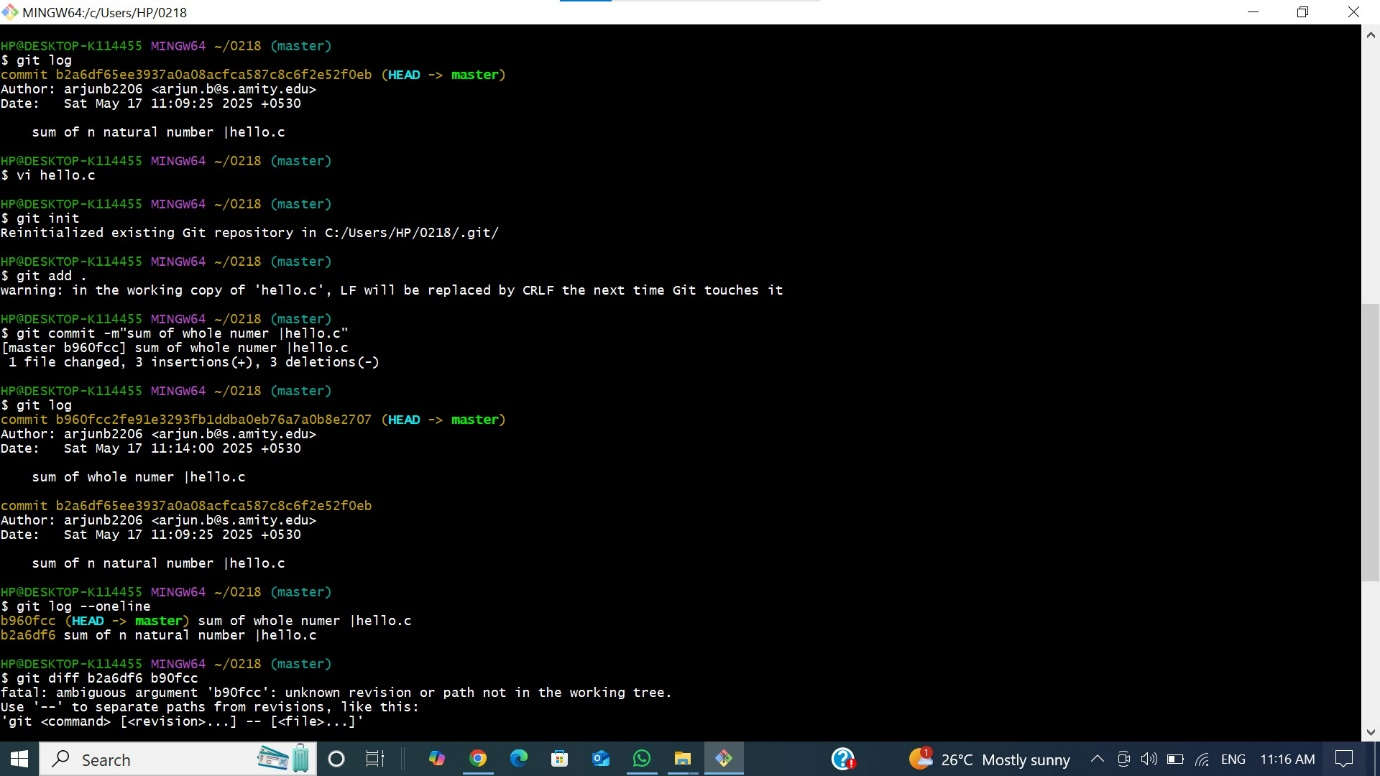 MINGW64:/c/Users/HP/0218
HP@DESKTOP-K114455 MINGW64 ~/0218 (master)
$ git log
commit b2a6df65ee3937a0a08acfca587c8c6f2e52f0eb (HEAD -> master)
Author: arjunb2206 <arjun.b@s.amity.edu>
Date:   Sat May 17 11:09:25 2025 +0530
    sum of n natural number |hello.c
HP@DESKTOP-K114455 MINGW64 ~/0218 (master)
$ vi hello.c
HP@DESKTOP-K114455 MINGW64 ~/0218 (master)
$ git init
Reinitialized existing Git repository in C:/Users/HP/0218/.git/
HP@DESKTOP-K114455 MINGW64 ~/0218 (master)
$ git add .
warning: in the working copy of 'hello.c', LF will be replaced by CRLF the next time Git touches it
HP@DESKTOP-K114455 MINGW64 ~/0218 (master)
$ git commit -m"sum of whole numer |hello.c"
[master b960fcc] sum of whole numer |hello.c
 1 file changed, 3 insertions(+), 3 deletions(-)
HP@DESKTOP-K114455 MINGW64 ~/0218 (master)
$ git log
commit b960fcc2fe91e3293fb1ddba0eb76a7a0b8e2707 (HEAD -> master)
Author: arjunb2206 <arjun.b@s.amity.edu>
Date:   Sat May 17 11:14:00 2025 +0530
    sum of whole numer |hello.c
commit b2a6df65ee3937a0a08acfca587c8c6f2e52f0eb
Author: arjunb2206 <arjun.b@s.amity.edu>
Date:   Sat May 17 11:09:25 2025 +0530
    sum of n natural number |hello.c
HP@DESKTOP-K114455 MINGW64 ~/0218 (master)
$ git log --oneline
b960fcc (HEAD -> master) sum of whole numer |hello.c
b2a6df6 sum of n natural number |hello.c
HP@DESKTOP-K114455 MINGW64 ~/0218 (master)
$ git diff b2a6df6 b90fcc
fatal: ambiguous argument 'b90fcc': unknown revision or path not in the working tree.
Use '--' to separate paths from revisions, like this:
'git <command> [<revision>...] -- [<file>...]'
Search
1
26°C Mostly sunny
ENG
11:16 AM